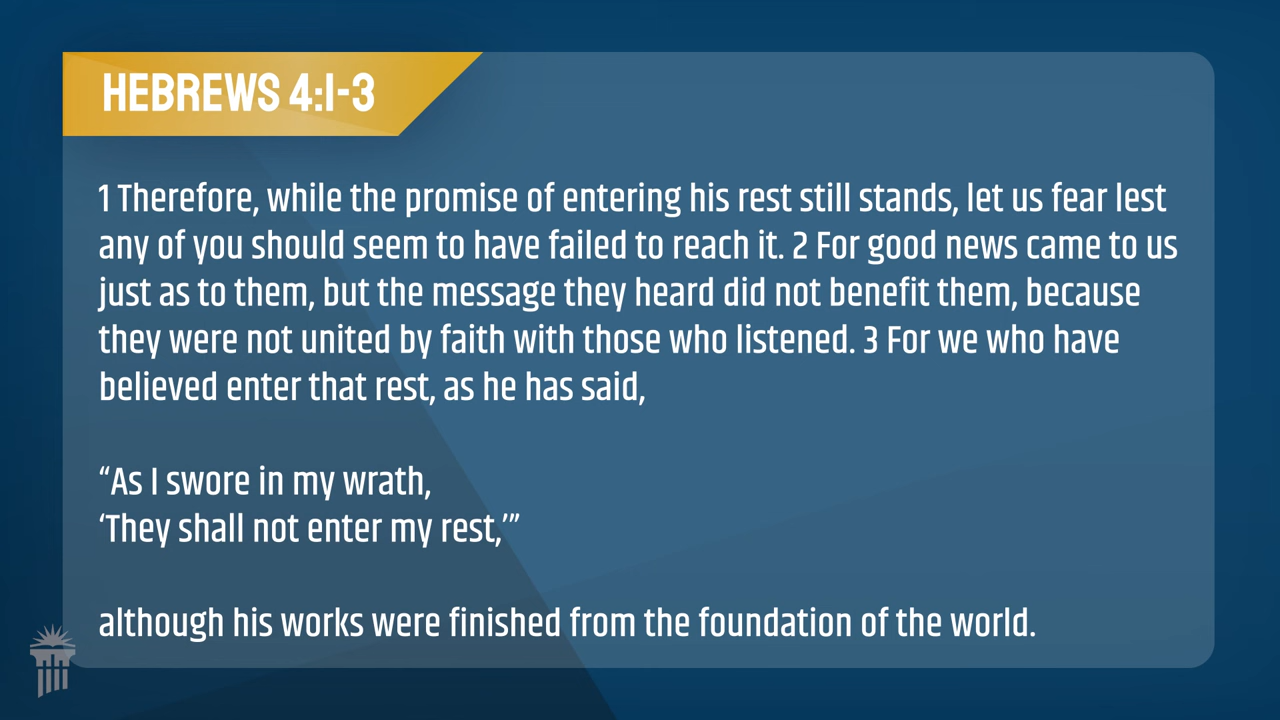 HEBREWS 4:1-3
1 Therefore, while the promise of entering his rest still stands, let us fear lest
any of you should seem to have failed to reach it. 2 For good news came to us
just as to them, but the message they heard did not benefit them, because
they were not united by faith with those who listened. 3 For we who have
believed enter that rest, as he has said,
“As I swore in my wrath,
‘They shall not enter my rest,’”
although his works were finished from the foundation of the world.